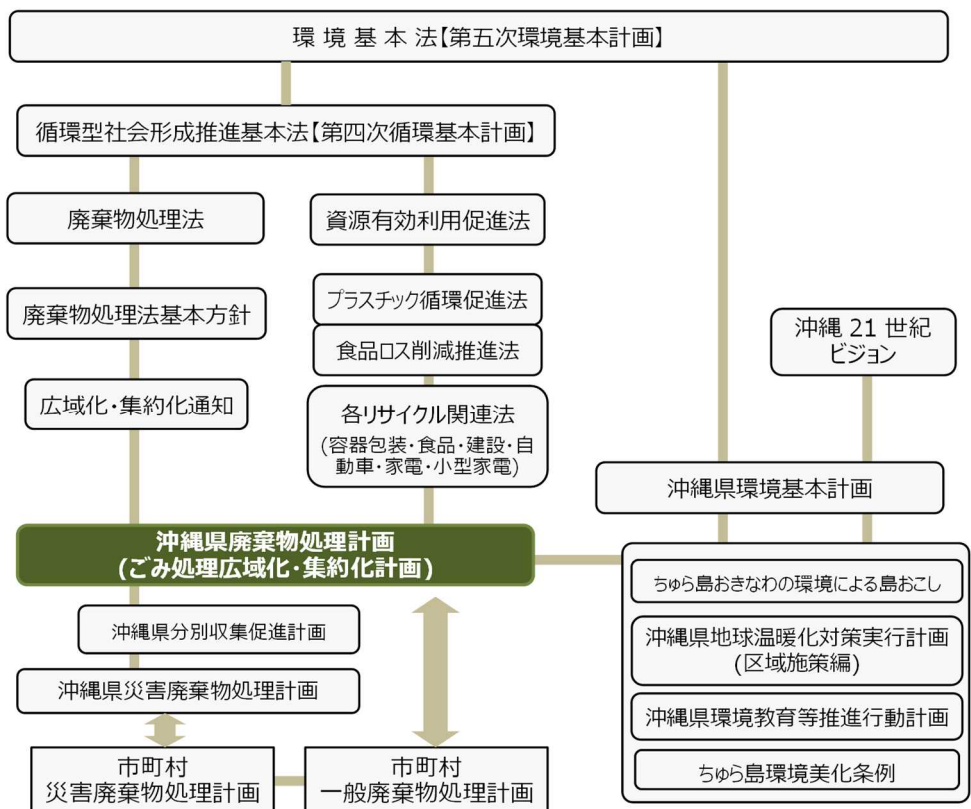 環境基本法【第五次環境基本計画】
循環型社会形成推進基本法【第四次循環基本計画】
廃棄物処理法
資源有効利用促進法
廃棄物処理法基本方針
プラスチック循環促進法
食品ロス削減推進法
沖縄 21 世紀
ビジョン
広域化・集約化通知
各リサイクル関連法
(容器包装・食品・建設・自
動車・家電・小型家電)
沖縄県環境基本計画
沖縄県廃棄物処理計画
(ごみ処理広域化・集約化計画)
ちゅら島おきなわの環境による島おこし
沖縄県地球温暖化対策実行計画
(区域施策編)
沖縄県環境教育等推進行動計画
ちゅら島環境美化条例
沖縄県分別収集促進計画
沖縄県災害廃棄物処理計画
市町村
災害廃棄物処理計画
市町村
一般廃棄物処理計画